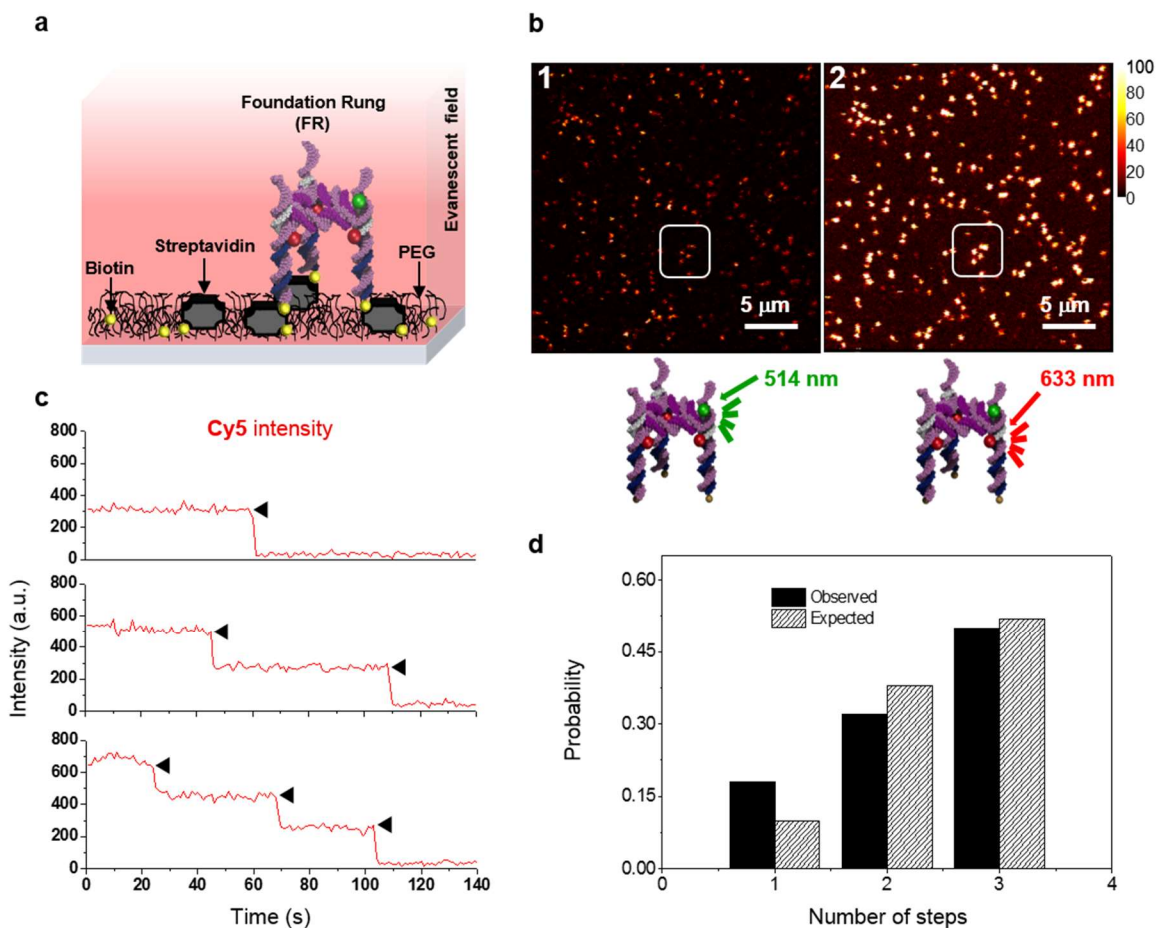 a
Foundation Rung
(FR)
Evanescent field
Streptavidin
Biotin
PEG
b
1
5 μm
2
5 μm
100
80
60
40
20
0
514 nm
633 nm
c
Cy5 intensity
800
600
400
200
0
800
600
400
200
0
800
600
400
200
0
0 20 40 60 80 100 120 140
Intensity (a.u.)
Time (s)
d
Observed
Expected
0.60
0.45
0.30
0.15
0.00
0 1 2 3 4
Probability
Number of steps